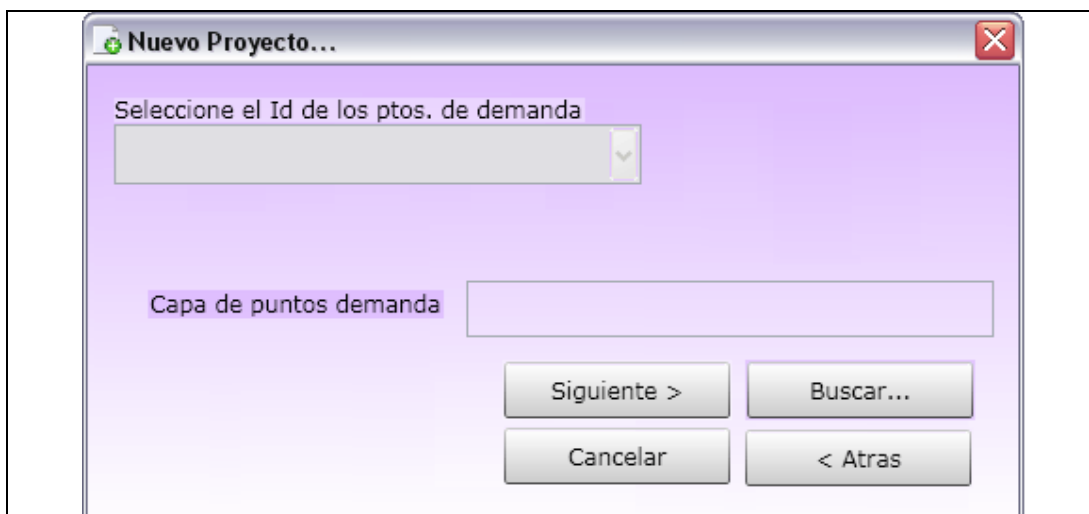 Nuevo Proyecto...
Seleccione el Id de los ptos. de demanda
Capa de puntos demanda
Siguiente > Buscar...
Cancelar < Atras